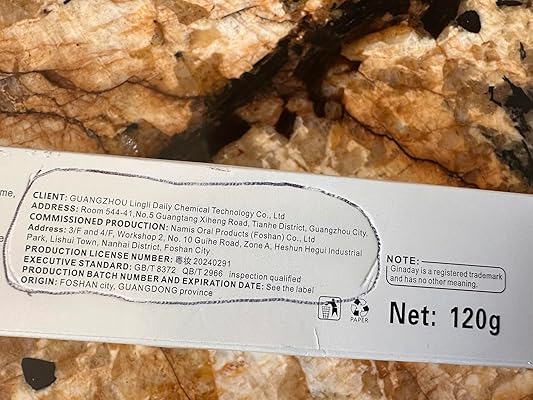 me,
CLIENT: GUANGZHOU Lingli Daily Chemical Technology Co., Ltd
ADDRESS: Room 544-41, No.5 Guangtang Xiheng Road, Tianhe District, Guangzhou City.
COMMISSIONED PRODUCTION: Namis Oral Products (Foshan) Co., Ltd
Address: 3/F and 4/F, Workshop 2, No. 10 Guihe Road, Zone A, Heshun Hegui Industrial
Park, Lishui Town, Nanhai District, Foshan City
PRODUCTION LICENSE NUMBER: 粤妆 20240291
EXECUTIVE STANDARD: GB/T 8372 QB/T 2966 inspection qualified
PRODUCTION BATCH NUMBER AND EXPIRATION DATE: See the label
ORIGIN: FOSHAN city, GUANGDONG province
PAPER
NOTE:
Ginaday is a registered trademark
and has no other meaning.
Net: 120g